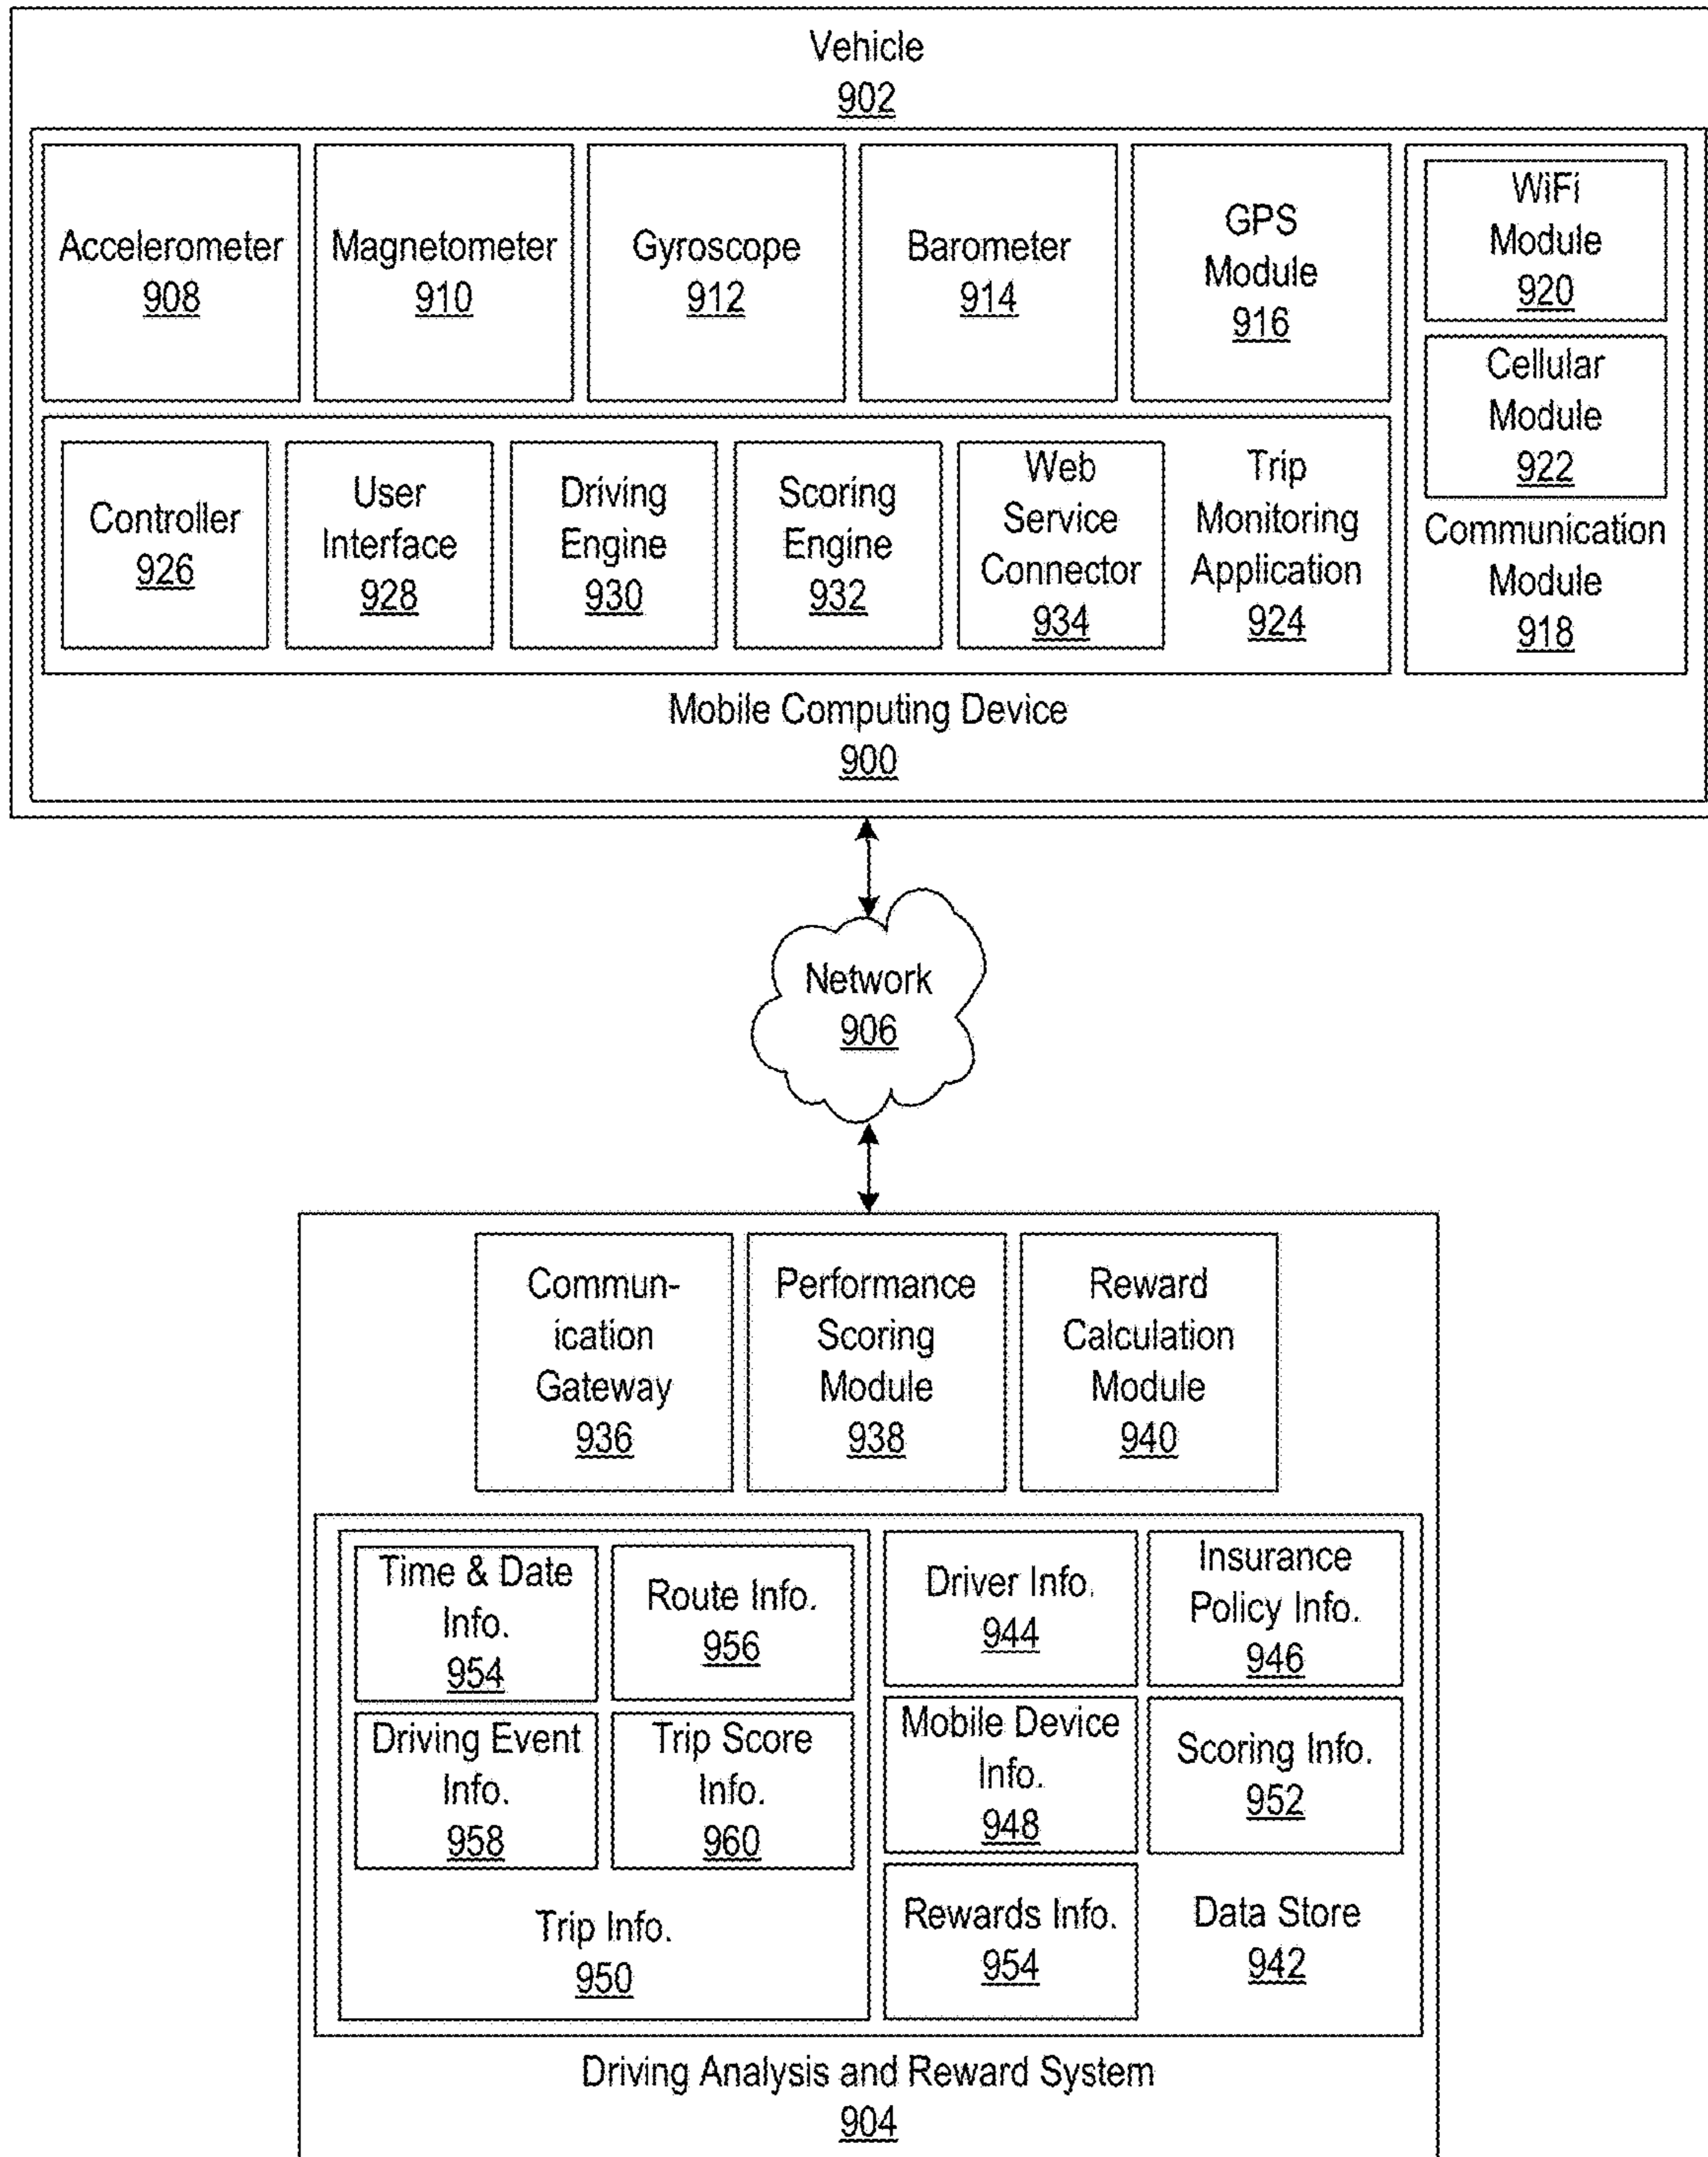 Vehicle
902
Accelerometer
908
Magnetometer
910
Gyroscope
912
Barometer
914
GPS
Module
916
WiFi
Module
920
Cellular
Module
922
Communication
Module
918
Controller
926
User
Interface
928
Driving
Engine
930
Scoring
Engine
932
Web
Service
Connector
934
Trip
Monitoring
Application
924
Mobile Computing Device
900
Network
906
Commun-
ication
Gateway
936
Performance
Scoring
Module
938
Reward
Calculation
Module
940
Time & Date
Info.
954
Route Info.
956
Driving Event
Info.
958
Trip Score
Info.
960
Trip Info.
950
Driver Info.
944
Insurance
Policy Info.
946
Mobile Device
Info.
948
Scoring Info.
952
Rewards Info.
954
Data Store
942
Driving Analysis and Reward System
904